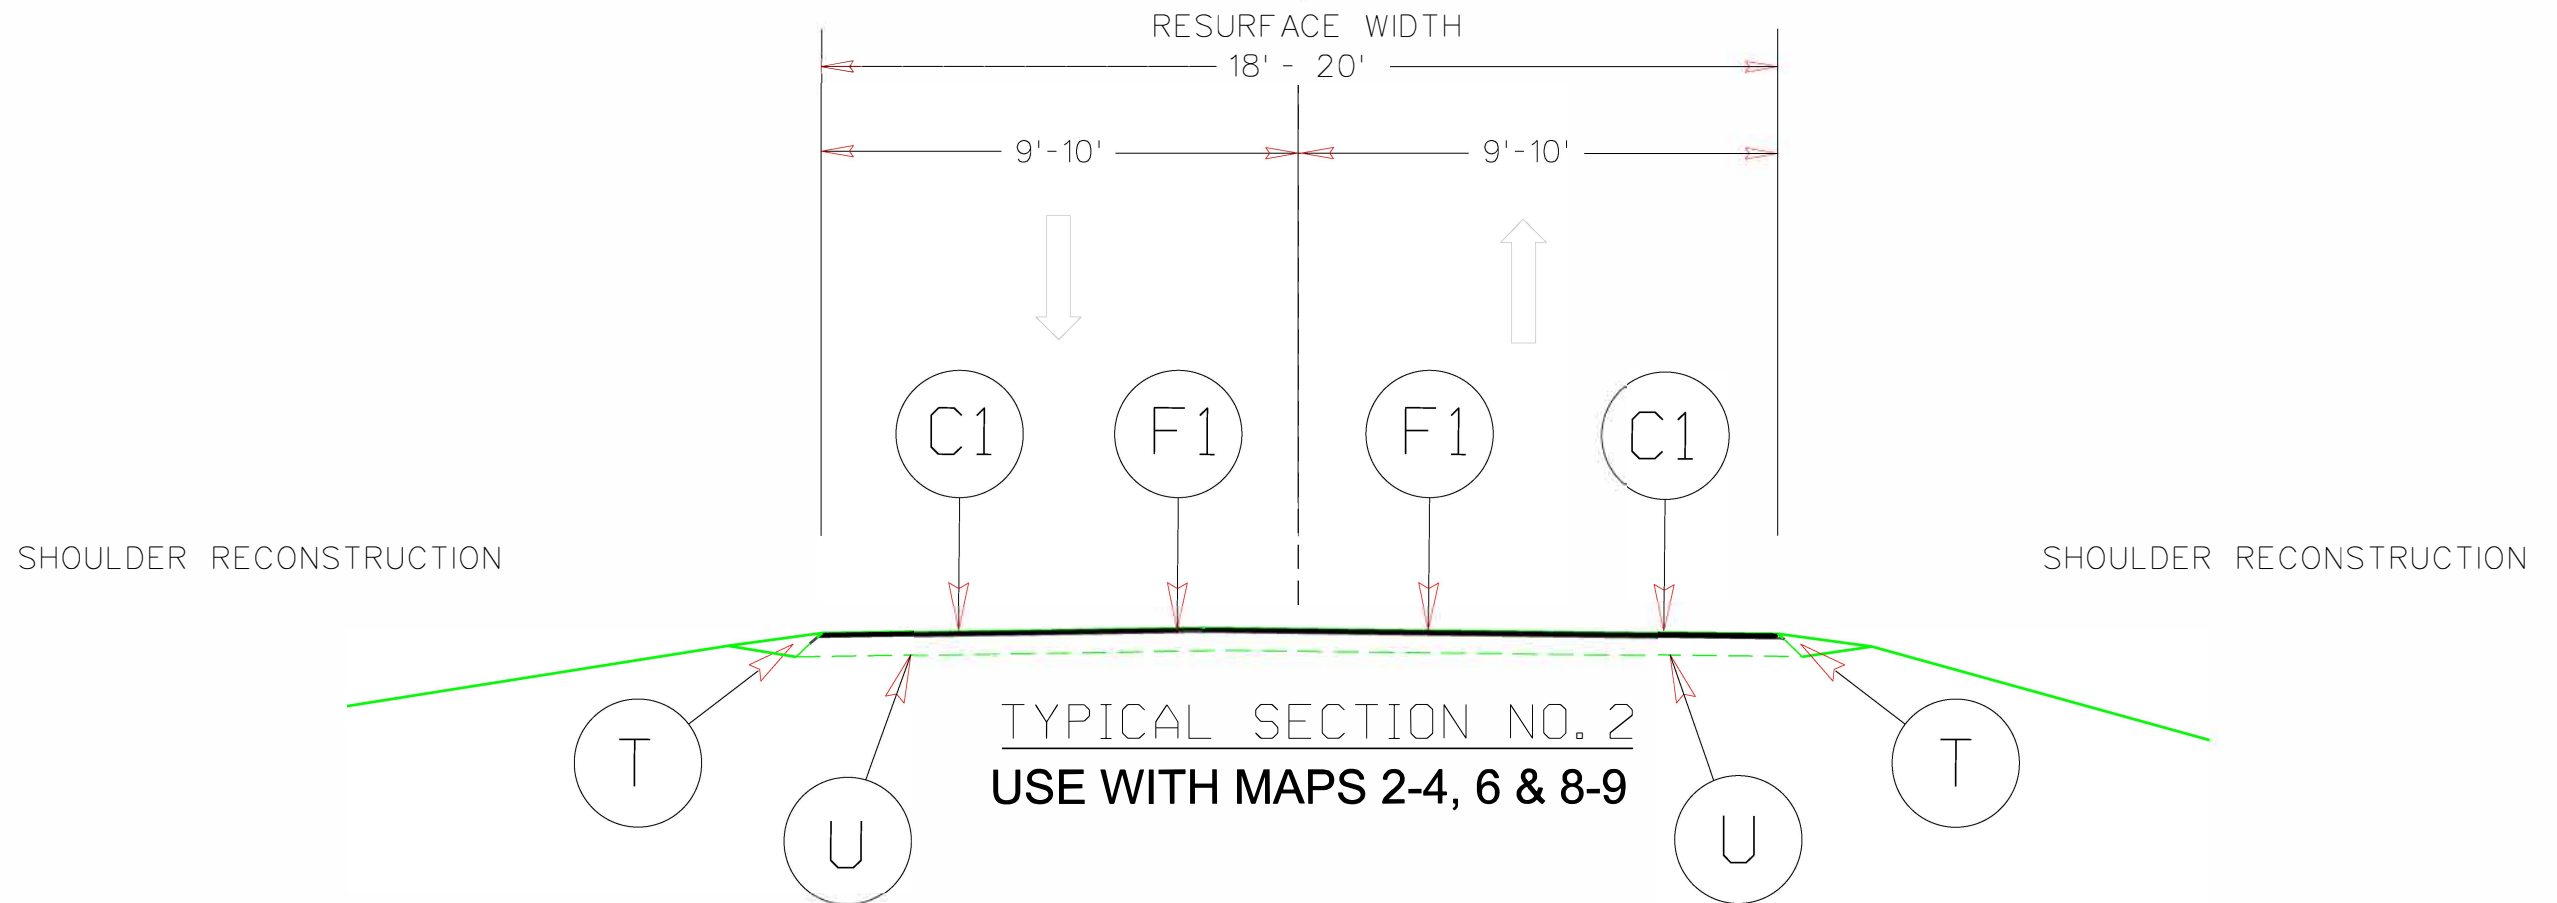 RESURFACE WIDTH
18' - 20'
9'-10' 9'-10'
C1 F1 F1 C1
SHOULDER RECONSTRUCTION SHOULDER RECONSTRUCTION
TYPICAL SECTION NO. 2
USE WITH MAPS 2-4, 6 & 8-9
T T
U U